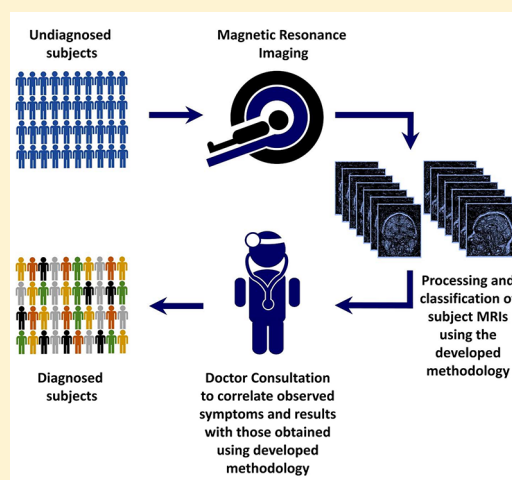 Undiagnosed
subjects
Magnetic Resonance
Imaging
Processing and
classification of
subject MRIs
using the
developed
methodology
Doctor Consultation
to correlate observed
symptoms and results
with those obtained
using developed
methodology
Diagnosed
subjects